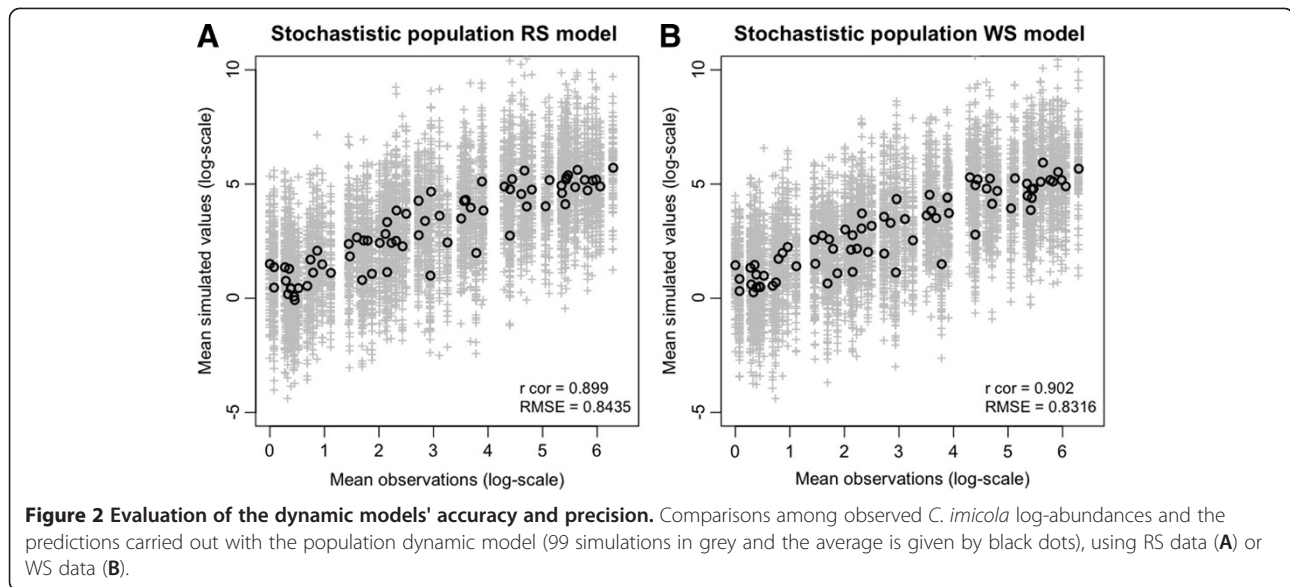 A Stochastistic population RS model
Mean simulated values (log-scale)
10
5
0
-5
r cor = 0.899
RMSE = 0.8435
0 1 2 3 4 5 6
Mean observations (log-scale)
B Stochastistic population WS model
Mean simulated values (log-scale)
10
5
0
-5
r cor = 0.902
RMSE = 0.8316
0 1 2 3 4 5 6
Mean observations (log-scale)
Figure 2 Evaluation of the dynamic models' accuracy and precision. Comparisons among observed C. imicola log-abundances and the
predictions carried out with the population dynamic model (99 simulations in grey and the average is given by black dots), using RS data (A) or
WS data (B).